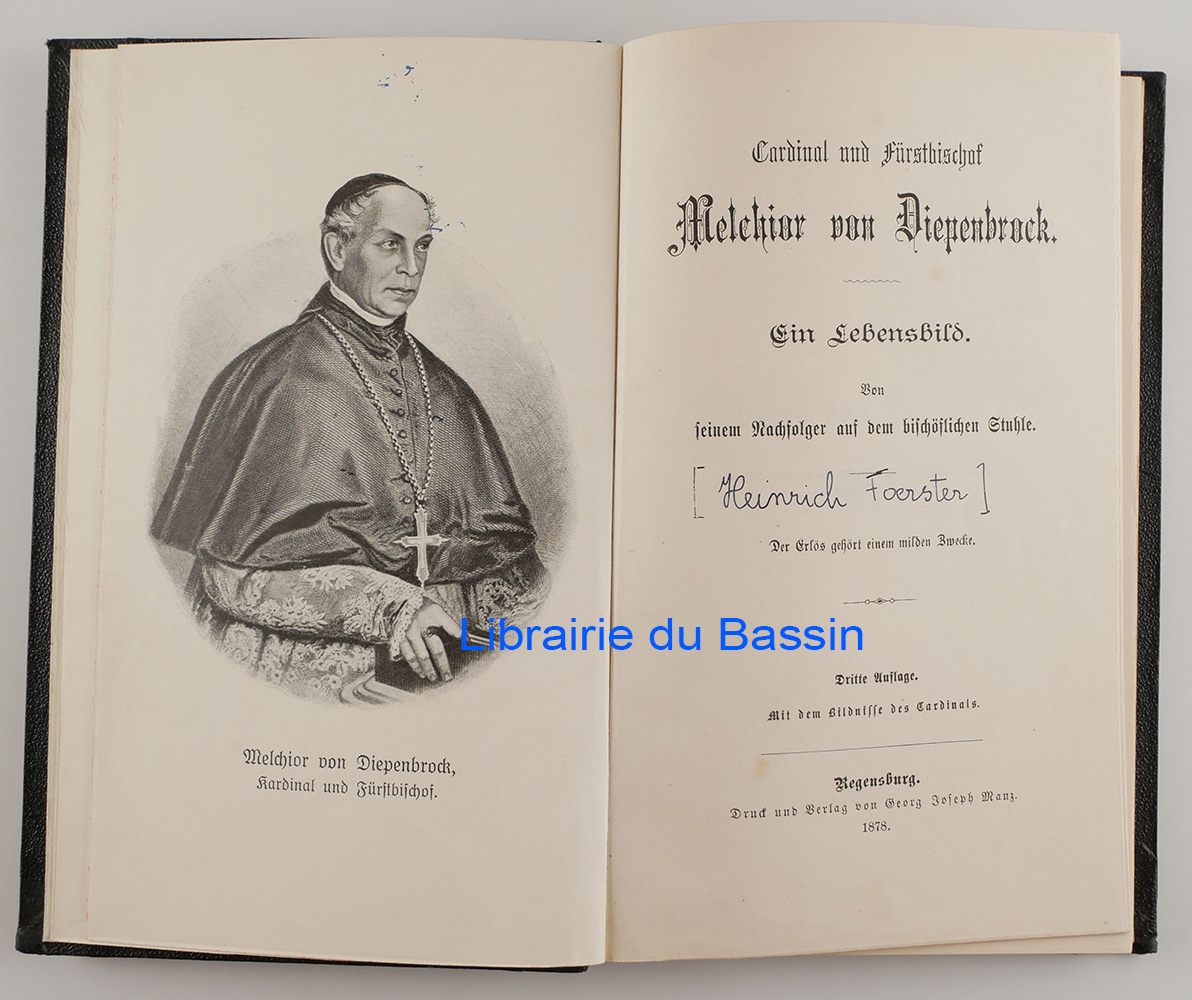 Melchior von Diepenbrock,
Kardinal und Fürstbischof.
Cardinal und Fürstbischof
Melchior von Diepenbrock.
Ein Lebensbild.
Von
seinem Nachfolger auf dem bischöflichen Stuhle.
[Heinrich Foerster]
Der Erlös gehört einem milden Zwecke.
Librairie du Bassin
Dritte Auflage.
Mit dem Bildnisse des Cardinals.
Regensburg.
Druck und Verlag von Georg Joseph Manz.
1878.